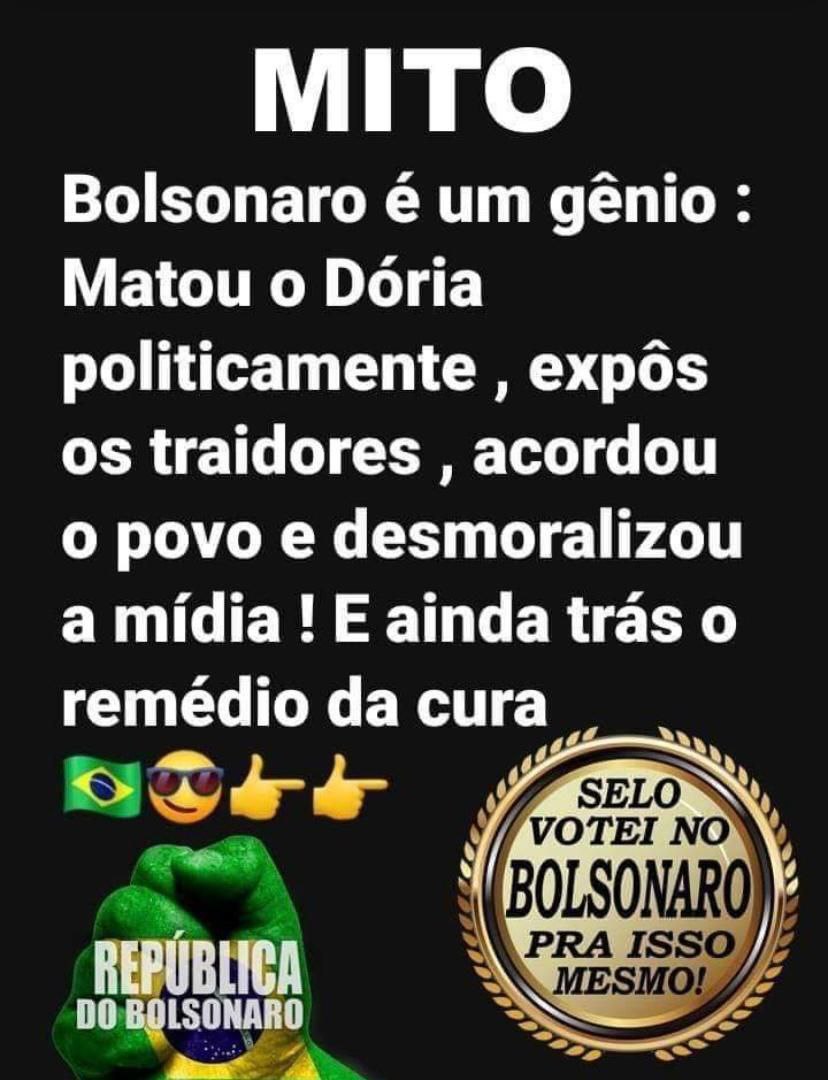 MITO
Bolsonaro é um gênio :
Matou o Dória
politicamente , expôs
os traidores , acordou
o povo e desmoralizou
a mídia ! E ainda trás o
remédio da cura
SELO
VOTEI NO
BOLSONARO
PRA ISSO
MESMO!
REPÚBLICA
DO BOLSONARO